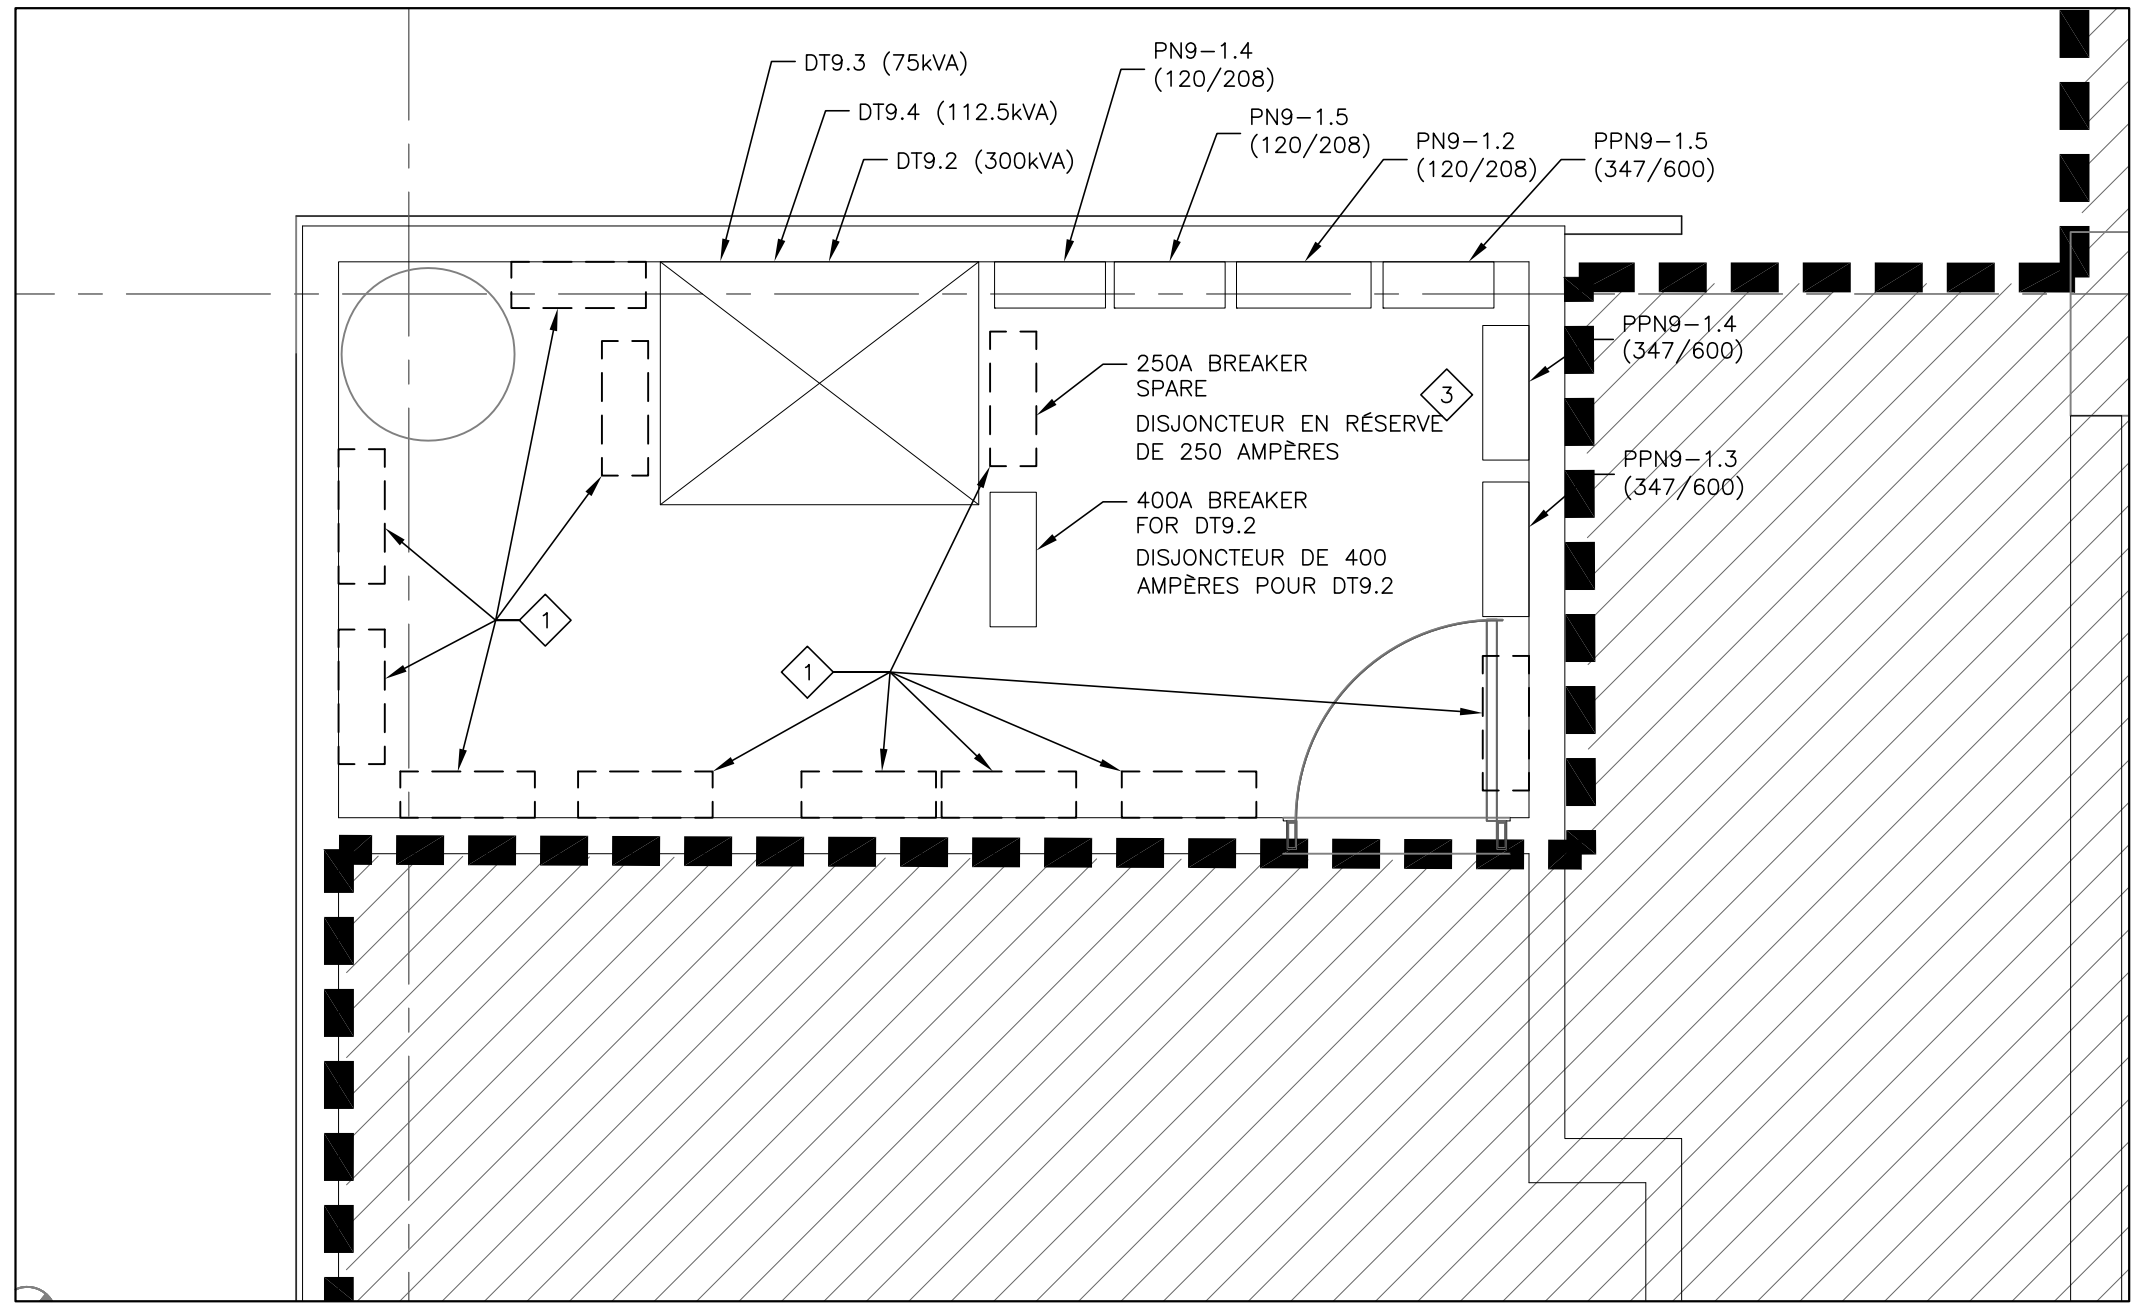 DT9.3 (75kVA)
DT9.4 (112.5kVA)
DT9.2 (300kVA)
PN9-1.4
(120/208)
PN9-1.5
(120/208)
PN9-1.2
(120/208)
PPN9-1.5
(347/600)
PPN9-1.4
(347/600)
3
250A BREAKER
SPARE
DISJONCTEUR EN RÉSERVE
DE 250 AMPÈRES
PPN9-1.3
(347/600)
400A BREAKER
FOR DT9.2
DISJONCTEUR DE 400
AMPÈRES POUR DT9.2
1
1